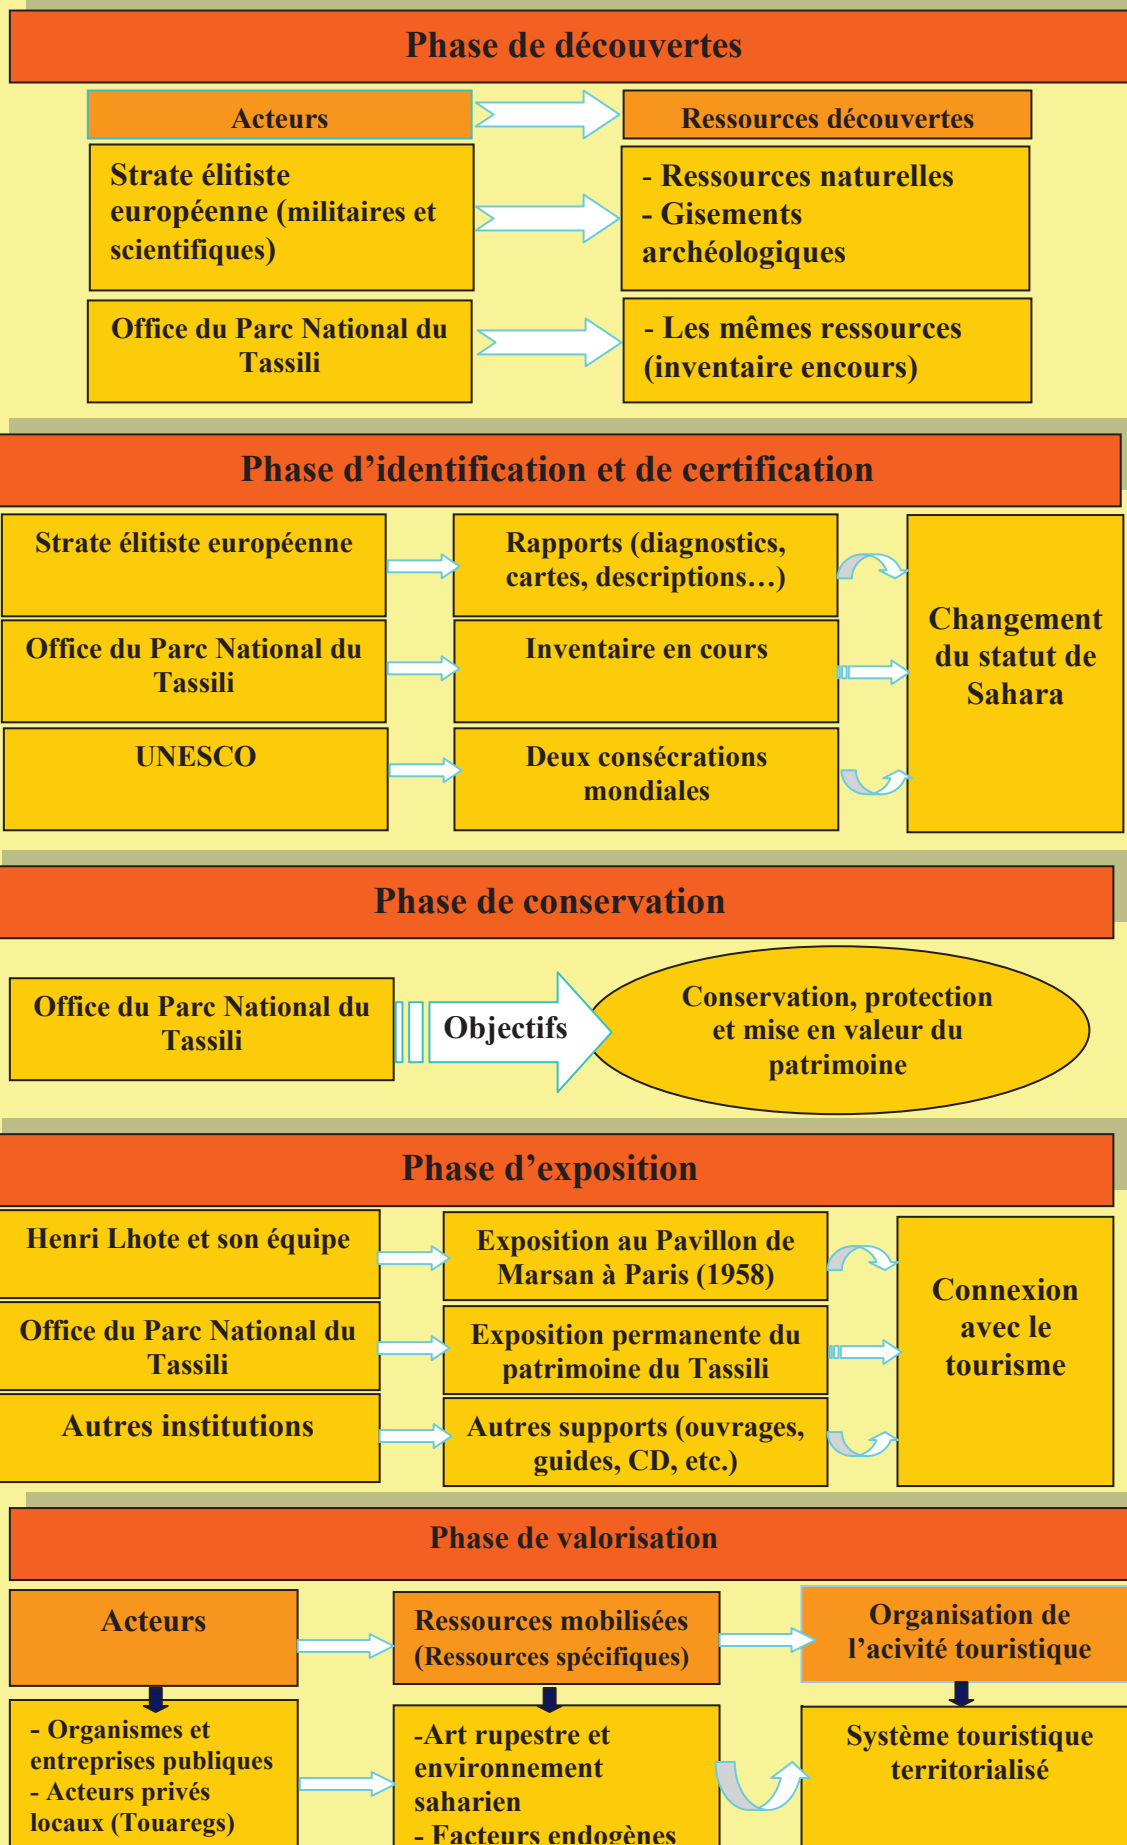 Phase de découvertes
Acteurs
Ressources découvertes
Strate élitiste
européenne (militaires et
scientifiques)
- Ressources naturelles
- Gisements
archéologiques
Office du Parc National du
Tassili
- Les mêmes ressources
(inventaire encours)
Phase d’identification et de certification
Strate élitiste européenne
Rapports (diagnostics,
cartes, descriptions…)
Office du Parc National du
Tassili
Inventaire en cours
UNESCO
Deux consécrations
mondiales
Changement
du statut de
Sahara
Phase de conservation
Office du Parc National du
Tassili
Objectifs
Conservation, protection
et mise en valeur du
patrimoine
Phase d’exposition
Henri Lhote et son équipe
Exposition au Pavillon de
Marsan à Paris (1958)
Office du Parc National du
Tassili
Exposition permanente du
patrimoine du Tassili
Autres institutions
Autres supports (ouvrages,
guides, CD, etc.)
Connexion
avec le
tourisme
Phase de valorisation
Acteurs
Ressources mobilisées
(Ressources spécifiques)
Organisation de
l’acivité touristique
- Organismes et
entreprises publiques
- Acteurs privés
locaux (Touaregs)
-Art rupestre et
environnement
saharien
- Facteurs endogènes
Système touristique
territorialisé